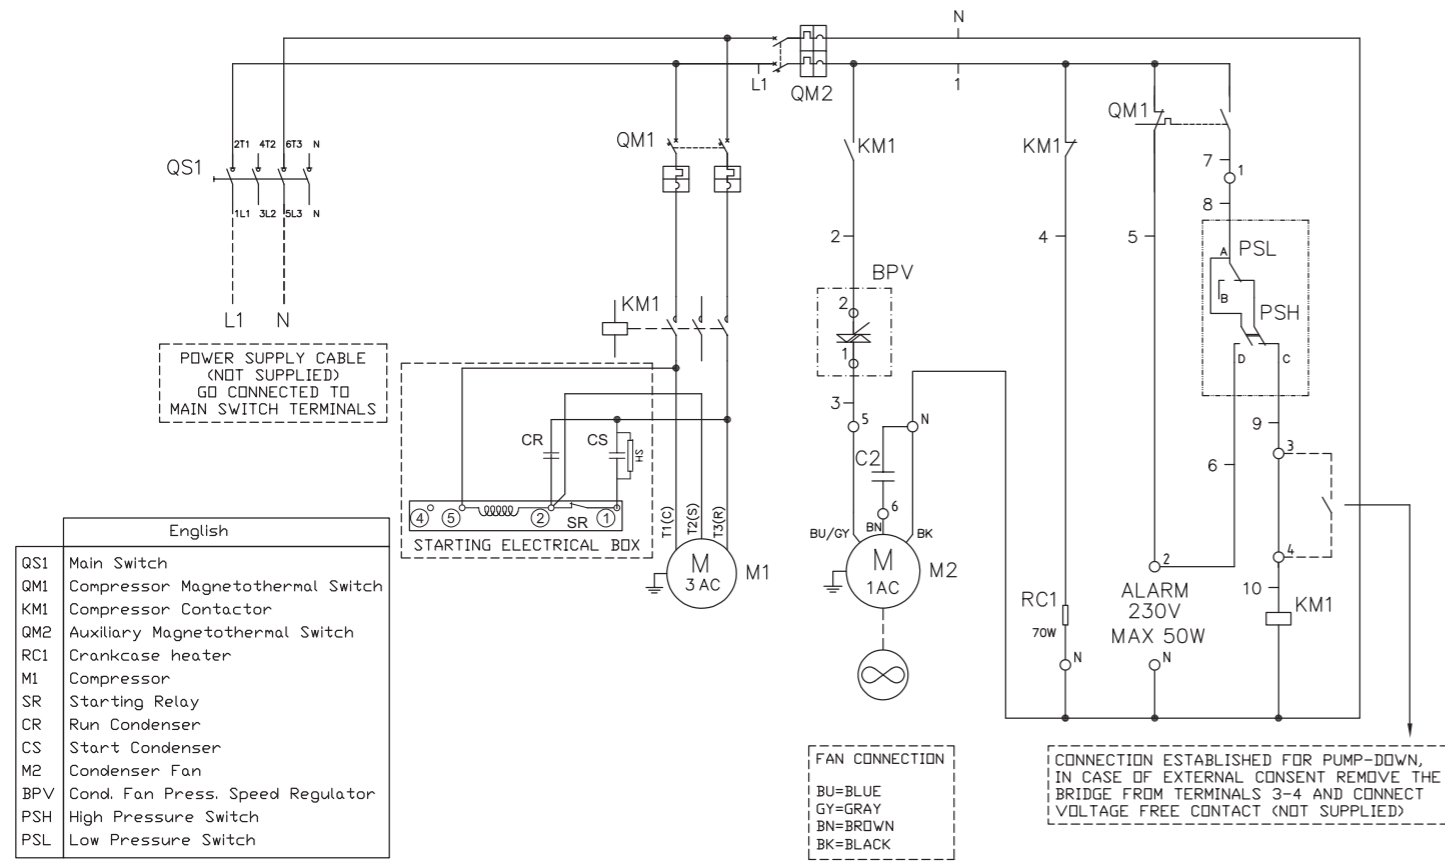 N
L1
QM2
1
QS1
2T1 4T2 6T3 N
1L1 3L2 5L3 N
L1 N
POWER SUPPLY CABLE
(NOT SUPPLIED)
GO CONNECTED TO
MAIN SWITCH TERMINALS
QM1
KM1
CR
CS
HS
4
5
2
SR
1
STARTING ELECTRICAL BOX
T1(C)
T2(S)
T3(R)
M
3 AC
M1
KM1
2
BPV
2
1
3
5
N
C2
6
BU/GY
BN
BK
M
1AC
M2
KM1
4
RC1
70W
N
QM1
5
7
1
8
A
PSL
B
PSH
D
C
6
9
3
4
10
KM1
2
ALARM
230V
MAX 50W
N
English
QS1 Main Switch
QM1 Compressor Magnetothermal Switch
KM1 Compressor Contactor
QM2 Auxiliary Magnetothermal Switch
RC1 Crankcase heater
M1 Compressor
SR Starting Relay
CR Run Condenser
CS Start Condenser
M2 Condenser Fan
BPV Cond. Fan Press. Speed Regulator
PSH High Pressure Switch
PSL Low Pressure Switch
FAN CONNECTION
BU=BLUE
GY=GRAY
BN=BROWN
BK=BLACK
CONNECTION ESTABLISHED FOR PUMP-DOWN,
IN CASE OF EXTERNAL CONSENT REMOVE THE
BRIDGE FROM TERMINALS 3-4 AND CONNECT
VOLTAGE FREE CONTACT (NOT SUPPLIED)